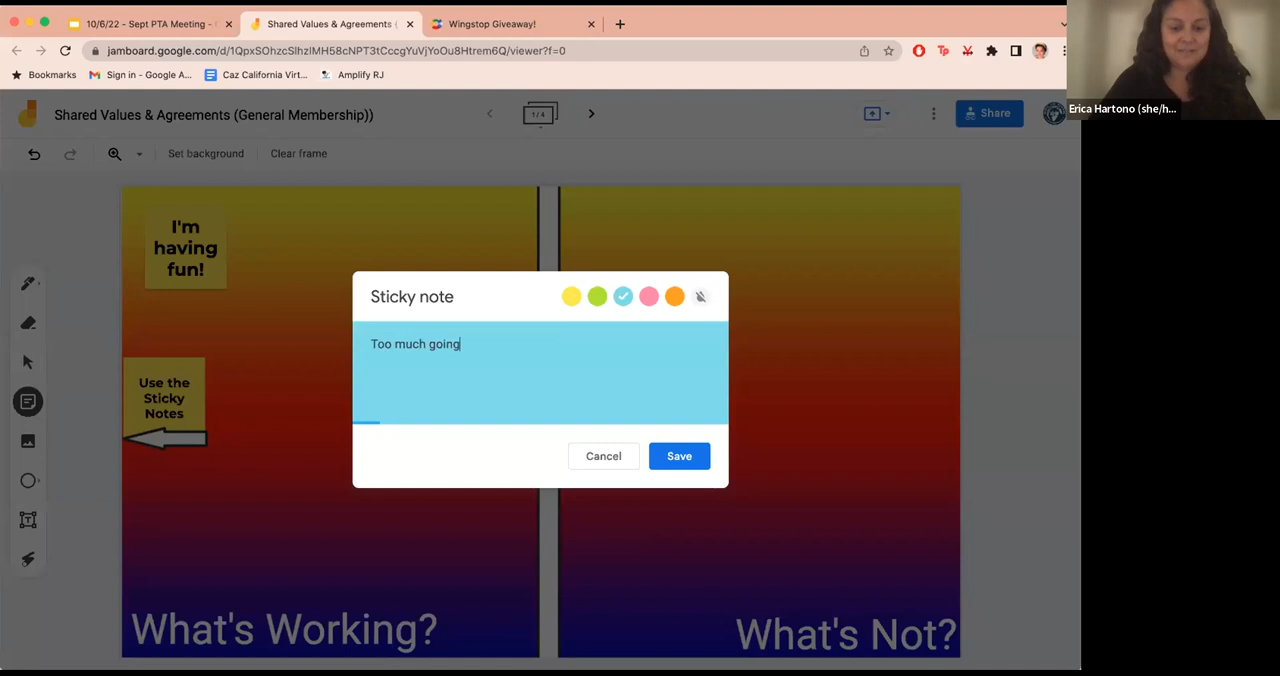 10/6/22 - Sept PTA Meeting -
Shared Values & Agreements (
Wingstop Giveaway!
jamboard.google.com/d/1QpxSOhzcSlhzIMH58cNPT3tCccgYuVjYoOu8Htrem6Q/viewer?f=0
Tp
Bookmarks
Sign in - Google A...
Caz California Virt...
Amplify RJ
Erica Hartono (she/h...
Shared Values & Agreements (General Membership))
1/4
Share
Set background
Clear frame
I'm
having
fun!
Sticky note
Too much going
Use the
Sticky
Notes
Cancel
Save
What's Working?
What's Not?